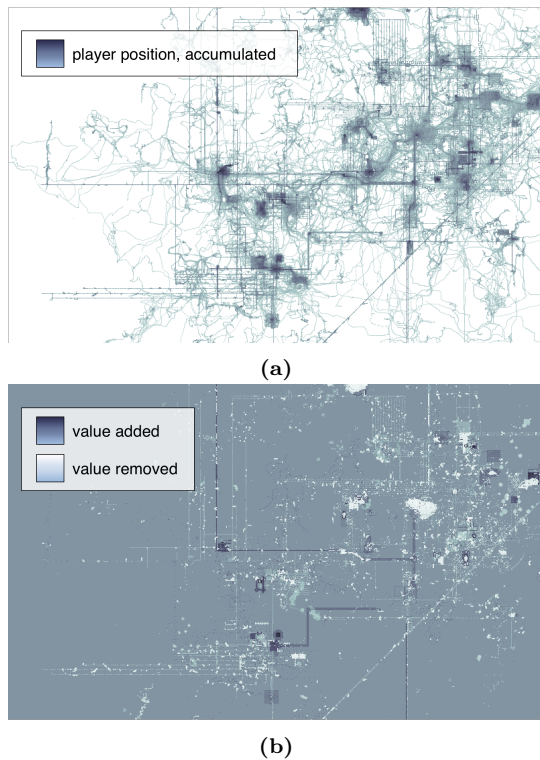 player position, accumulated
(a)
value added
value removed
(b)